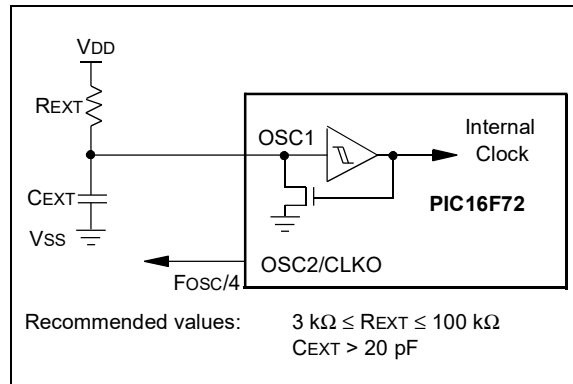 VDD
REXT
OSC1
Internal
Clock
CEXT
PIC16F72
VSS
OSC2/CLKO
FOSC/4
Recommended values: 3 kΩ ≤ REXT ≤ 100 kΩ
CEXT > 20 pF